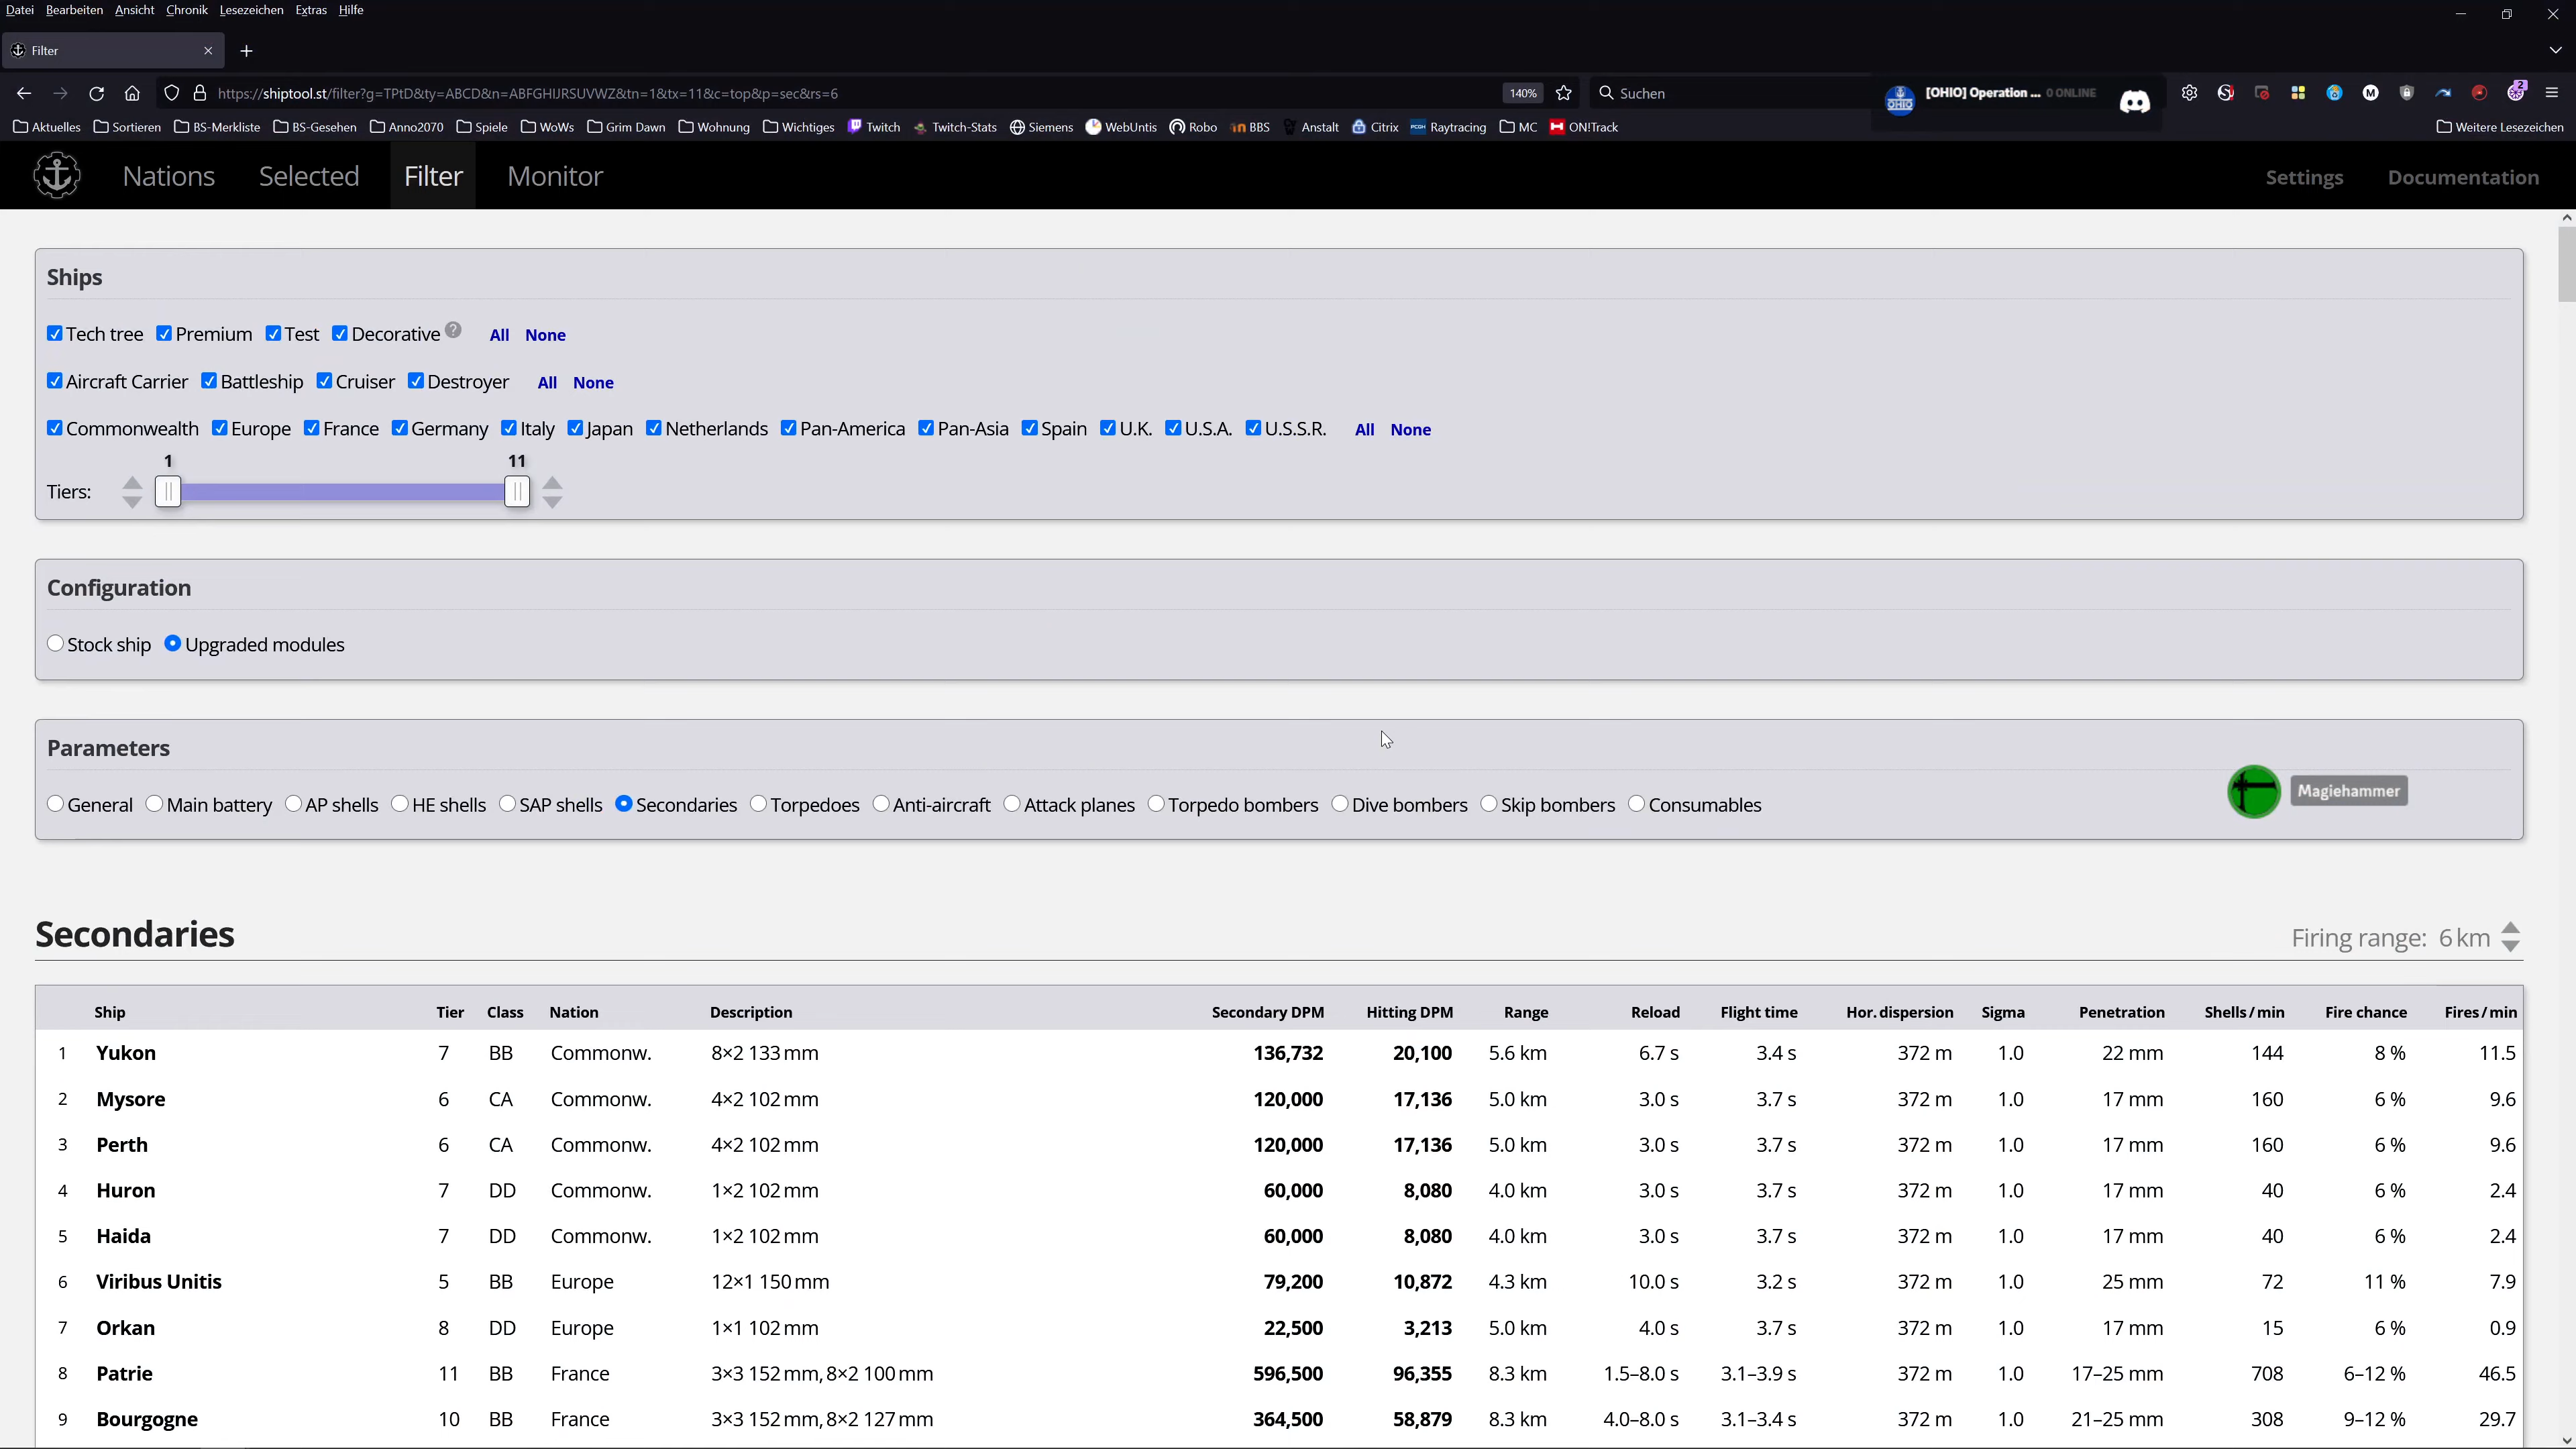 Datei Bearbeiten Ansicht Chronik Lesezeichen Extras Hilfe
Filter
https://shiptool.st/filter?g=TPtD&ty=ABCD&n=ABFGHIJRSUVWZ&tn=1&tx=11&c=top&p=sec&rs=6 140% Suchen [OHIO] Operation ... 0 ONLINE
OHIO M 2
Aktuelles Sortieren BS-Merkliste BS-Gesehen Anno2070 Spiele WoWs Grim Dawn Wohnung Wichtiges Twitch Twitch-Stats Siemens WebUntis Robo BBS Anstalt Citrix PCGH Raytracing MC ON!Track Weitere Lesezeichen
Nations Selected Filter Monitor Settings Documentation
Ships
Tech tree Premium Test Decorative ? All None
Aircraft Carrier Battleship Cruiser Destroyer All None
Commonwealth Europe France Germany Italy Japan Netherlands Pan-America Pan-Asia Spain U.K. U.S.A. U.S.S.R. All None
1 11
Tiers:
Configuration
Stock ship Upgraded modules
Parameters
General Main battery AP shells HE shells SAP shells Secondaries Torpedoes Anti-aircraft Attack planes Torpedo bombers Dive bombers Skip bombers Consumables
Magiehammer
Secondaries Firing range: 6 km
Ship Tier Class Nation Description Secondary DPM Hitting DPM Range Reload Flight time Hor. dispersion Sigma Penetration Shells / min Fire chance Fires / min
1 Yukon 7 BB Commonw. 8×2 133 mm 136,732 20,100 5.6 km 6.7 s 3.4 s 372 m 1.0 22 mm 144 8 % 11.5
2 Mysore 6 CA Commonw. 4×2 102 mm 120,000 17,136 5.0 km 3.0 s 3.7 s 372 m 1.0 17 mm 160 6 % 9.6
3 Perth 6 CA Commonw. 4×2 102 mm 120,000 17,136 5.0 km 3.0 s 3.7 s 372 m 1.0 17 mm 160 6 % 9.6
4 Huron 7 DD Commonw. 1×2 102 mm 60,000 8,080 4.0 km 3.0 s 3.7 s 372 m 1.0 17 mm 40 6 % 2.4
5 Haida 7 DD Commonw. 1×2 102 mm 60,000 8,080 4.0 km 3.0 s 3.7 s 372 m 1.0 17 mm 40 6 % 2.4
6 Viribus Unitis 5 BB Europe 12×1 150 mm 79,200 10,872 4.3 km 10.0 s 3.2 s 372 m 1.0 25 mm 72 11 % 7.9
7 Orkan 8 DD Europe 1×1 102 mm 22,500 3,213 5.0 km 4.0 s 3.7 s 372 m 1.0 17 mm 15 6 % 0.9
8 Patrie 11 BB France 3×3 152 mm, 8×2 100 mm 596,500 96,355 8.3 km 1.5–8.0 s 3.1–3.9 s 372 m 1.0 17–25 mm 708 6–12 % 46.5
9 Bourgogne 10 BB France 3×3 152 mm, 8×2 127 mm 364,500 58,879 8.3 km 4.0–8.0 s 3.1–3.4 s 372 m 1.0 21–25 mm 308 9–12 % 29.7